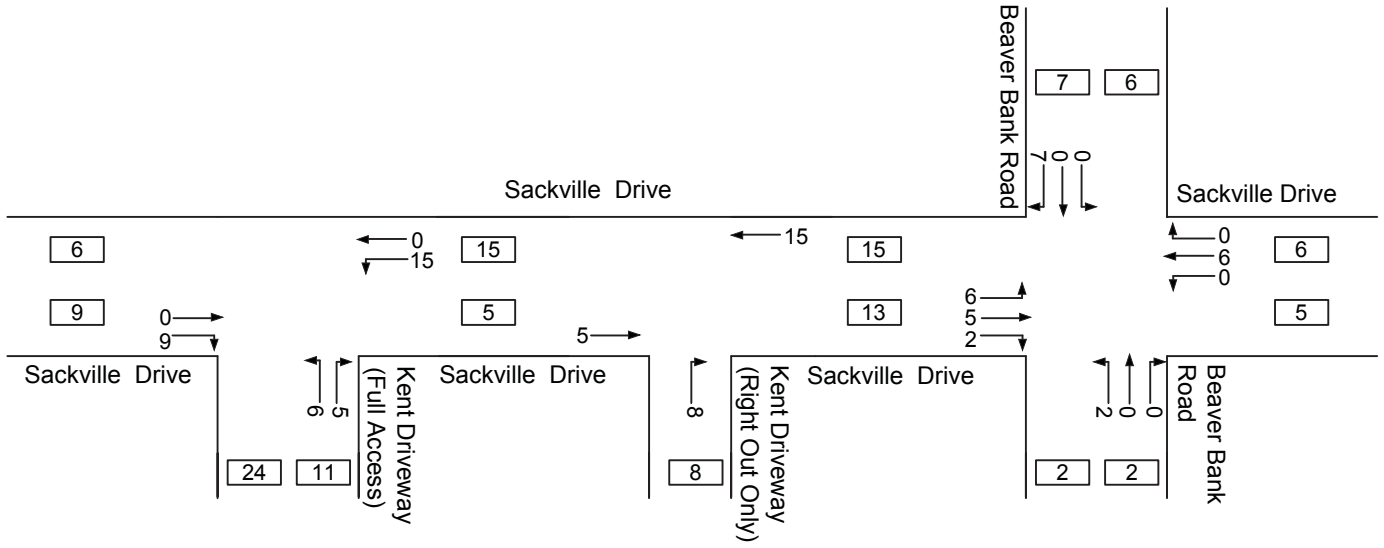 Beaver Bank Road
7 6
7 0 0
Sackville Drive
Sackville Drive
6
0
15
15
15
15
0
6
0
6
9
0
9
5
5
13
6
5
2
5
Sackville Drive
Sackville Drive
Sackville Drive
6 5
Kent Driveway
(Full Access)
8
Kent Driveway
(Right Out Only)
2 0 0
Beaver Bank
Road
24 11
8
2 2